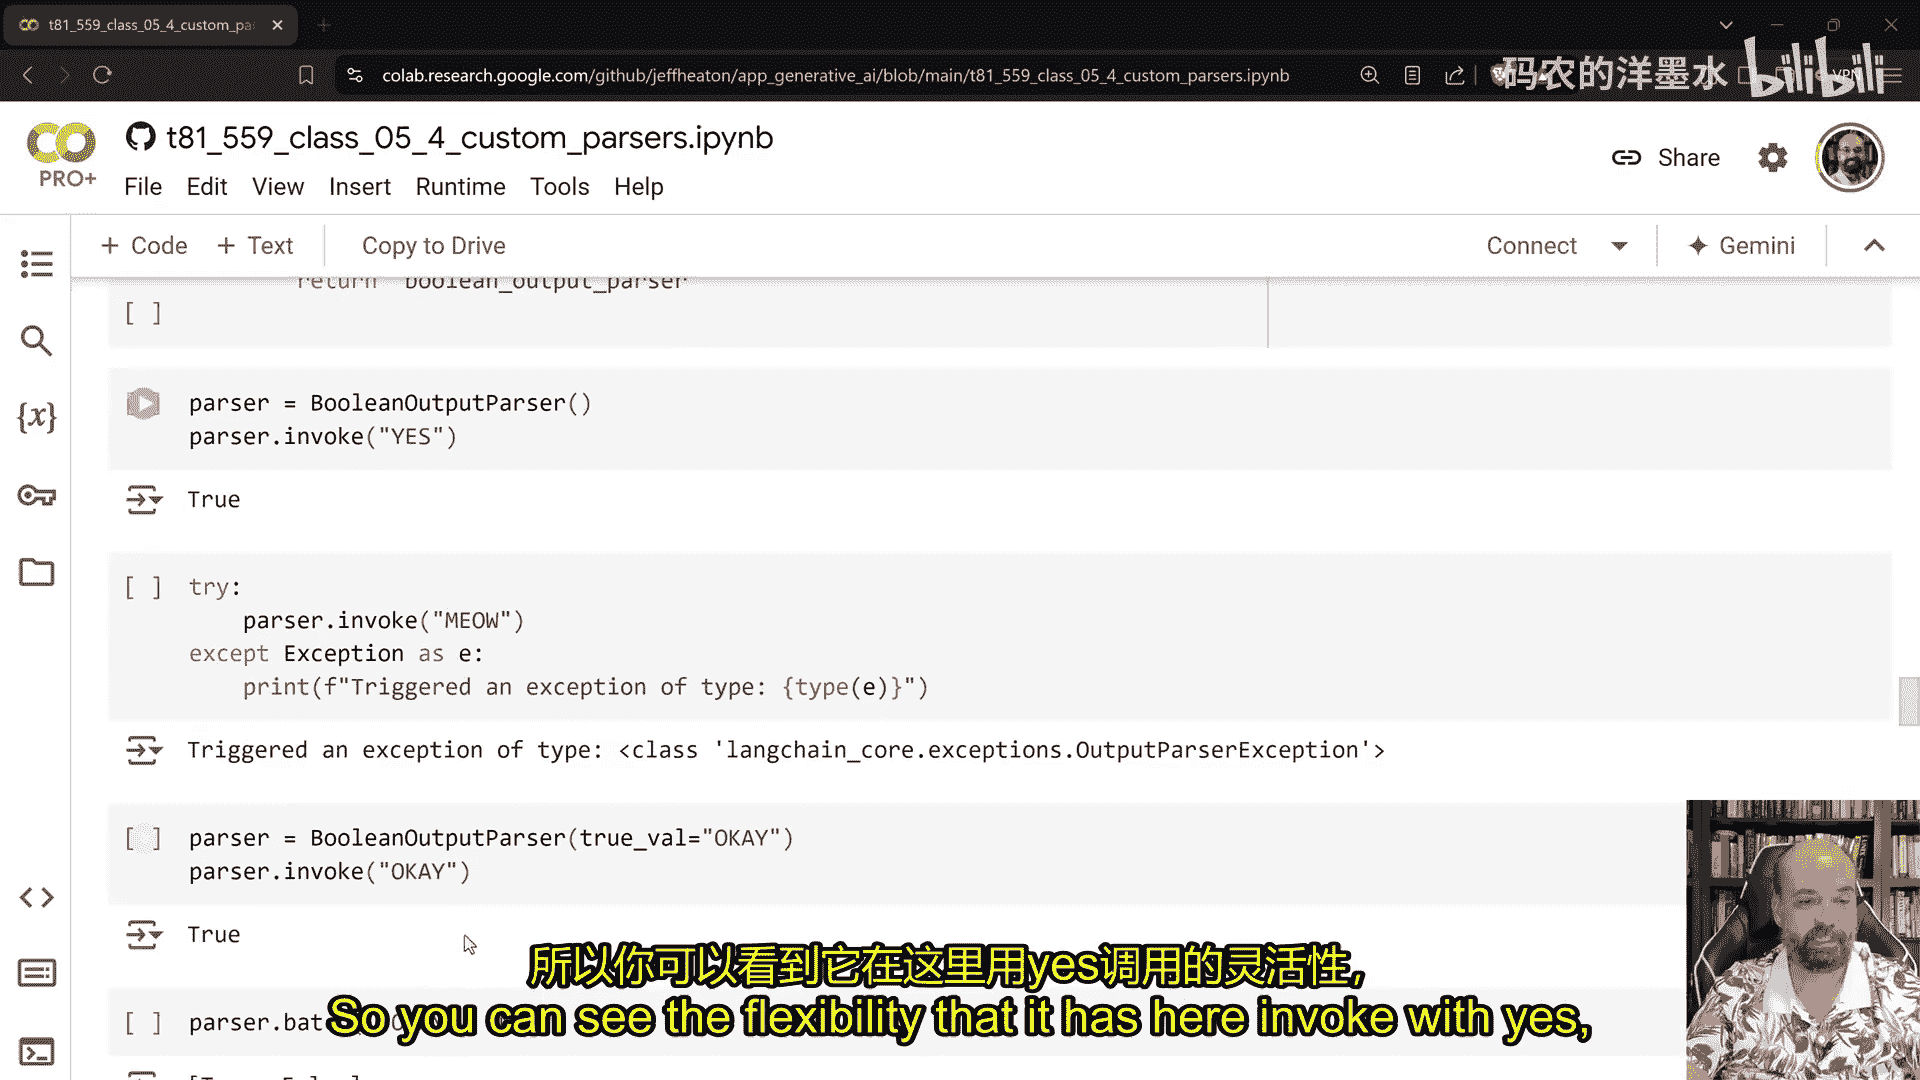 t81_559_class_05_4_custom_pa
colab.research.google.com/github/jeffheaton/app_generative_ai/blob/main/t81_559_class_05_4_custom_parsers.ipynb
码农的洋墨水 bilibili
VPN
CO PRO+
t81_559_class_05_4_custom_parsers.ipynb
Share
File Edit View Insert Runtime Tools Help
+ Code + Text Copy to Drive Connect Gemini
return "boolean_output_parser"
[ ]
{x}
parser = BooleanOutputParser()
parser.invoke("YES")
True
[ ] try:
parser.invoke("MEOW")
except Exception as e:
print(f"Triggered an exception of type: {type(e)}")
Triggered an exception of type: <class 'langchain_core.exceptions.OutputParserException'>
[ ] parser = BooleanOutputParser(true_val="OKAY")
parser.invoke("OKAY")
True
[ ] parser.bat
所以你可以看到它在这里用yes调用的灵活性,
So you can see the flexibility that it has here invoke with yes,